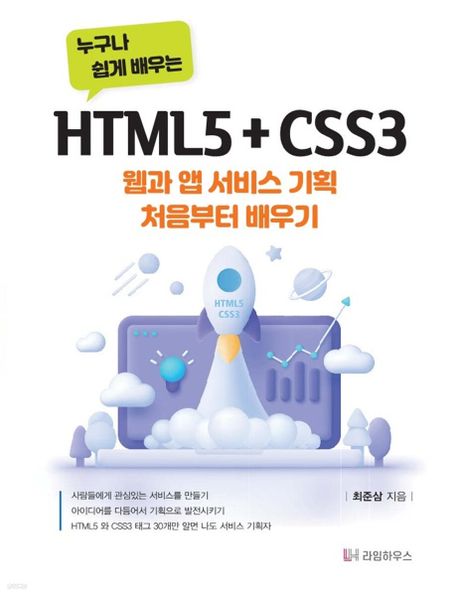 누구나
쉽게 배우는
HTML5 + CSS3
웹과 앱 서비스 기획
처음부터 배우기
HTML5
CSS3
사람들에게 관심있는 서비스를 만들기
아이디어를 다듬어서 기획으로 발전시키기
HTML5 와 CSS3 태그 30개만 알면 나도 서비스 기획자
최준삼 지음
LH 라임하우스